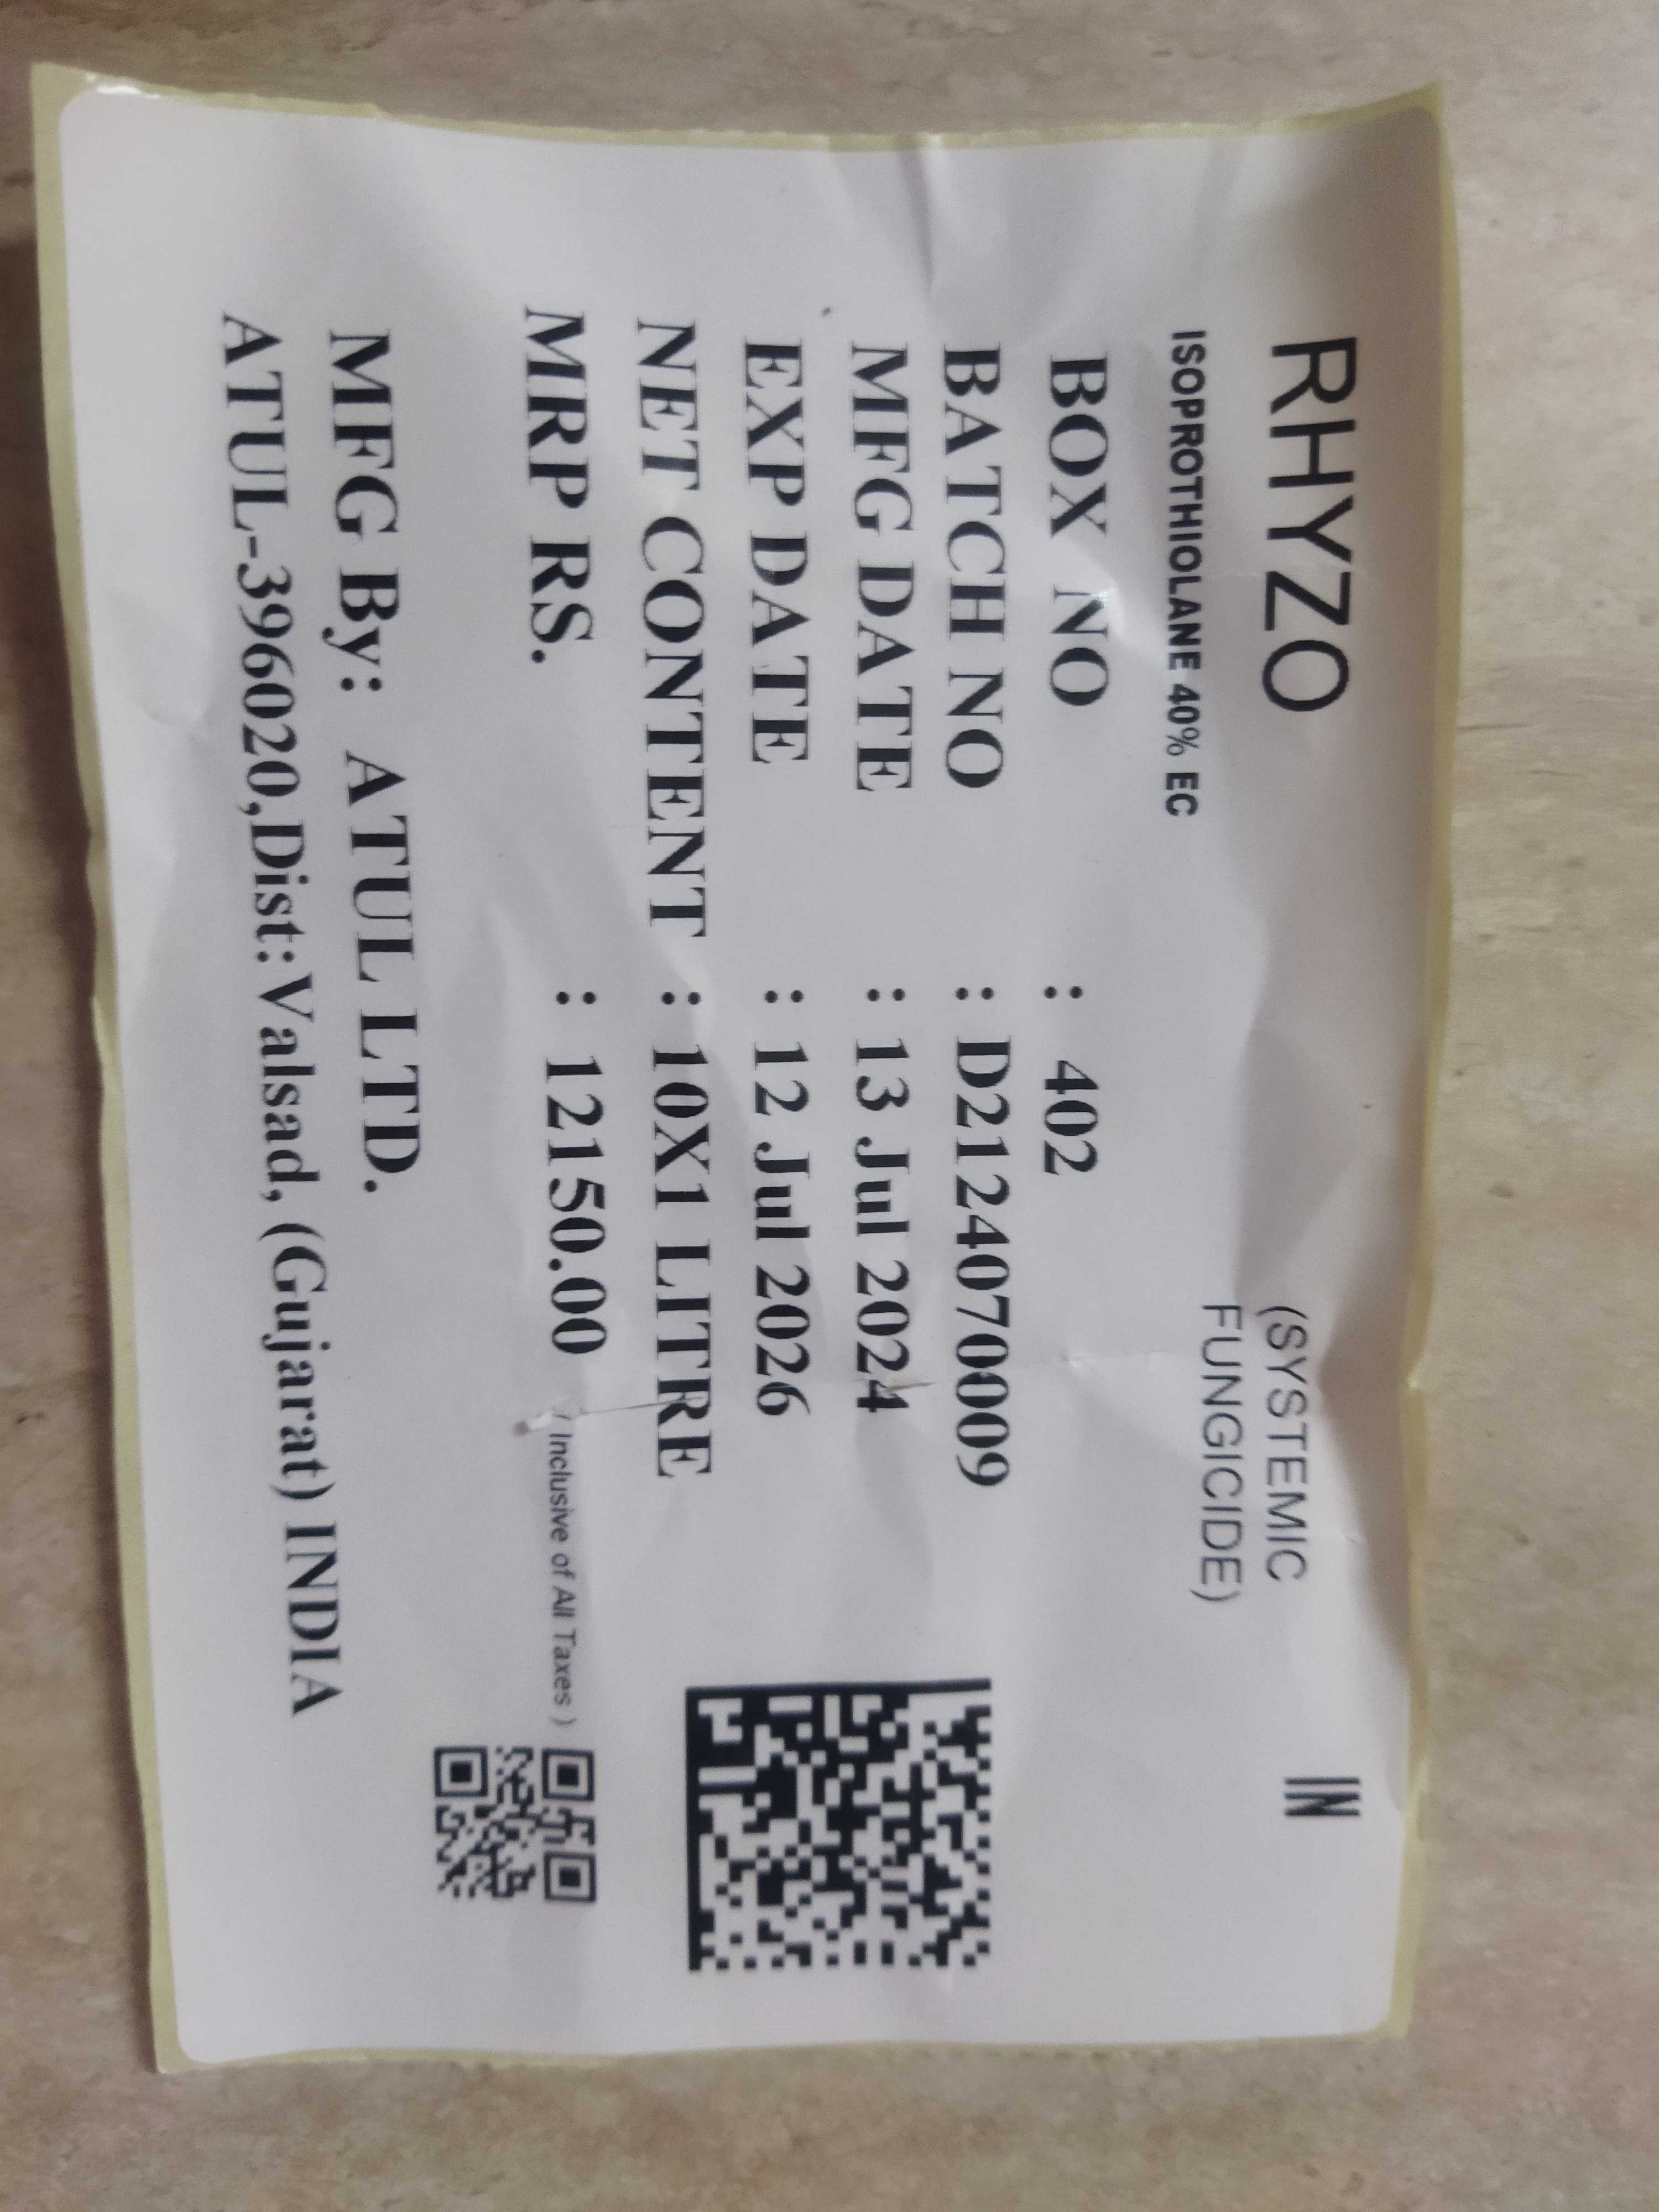 RHYZO
(SYSTEMIC
FUNGICIDE)
IN
ISOPROTHIOLANE 40% EC
BOX NO : 402
BATCH NO : D2124070009
MFG DATE : 13 Jul 2024
EXP DATE : 12 Jul 2026
NET CONTENT : 10X1 LITRE
MRP RS. : 12150.00 ( Inclusive of All Taxes )
MFG By: ATUL LTD.
ATUL-396020,Dist:Valsad, (Gujarat) INDIA